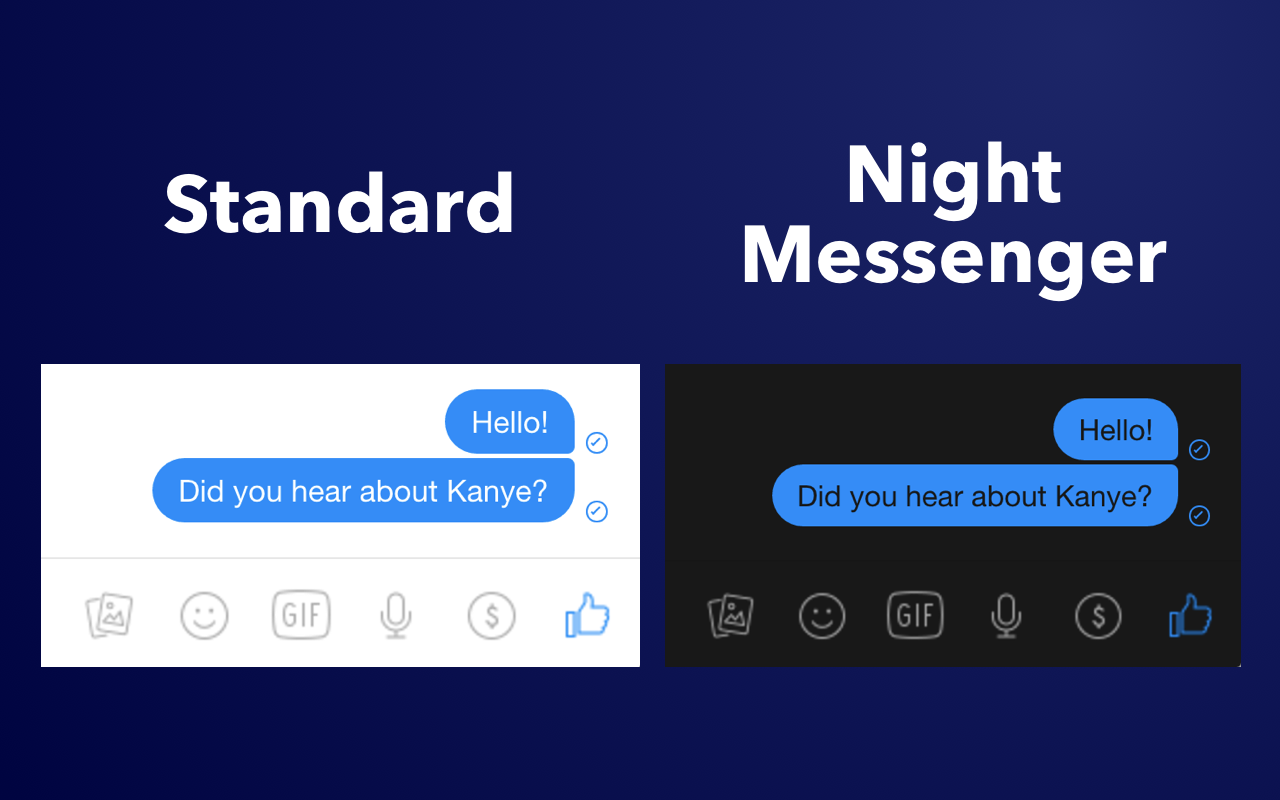 Standard
Night
Messenger
Hello!
Did you hear about Kanye?
GIF
$
Hello!
Did you hear about Kanye?
GIF
$